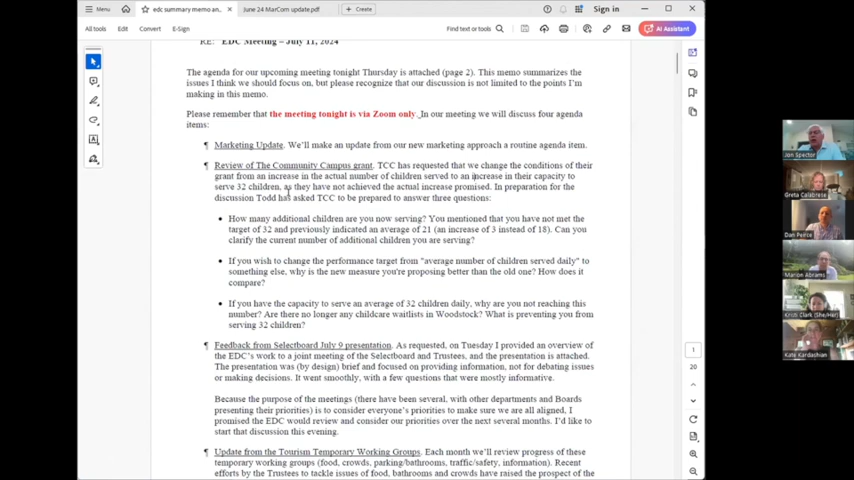 Menu
edc summary memo an...
June 24 MarCom update.pdf
Create
Sign in
All tools
Edit
Convert
E-Sign
Find text or tools
AI Assistant
RE: EDC Meeting – July 11, 2024
The agenda for our upcoming meeting tonight Thursday is attached (page 2). This memo summarizes the
issues I think we should focus on, but please recognize that our discussion is not limited to the points I'm
making in this memo.
Please remember that the meeting tonight is via Zoom only. In our meeting we will discuss four agenda
items:
¶ Marketing Update. We'll make an update from our new marketing approach a routine agenda item.
¶ Review of The Community Campus grant. TCC has requested that we change the conditions of their
grant from an increase in the actual number of children served to an increase in their capacity to
serve 32 children, as they have not achieved the actual increase promised. In preparation for the
discussion Todd has asked TCC to be prepared to answer three questions:
• How many additional children are you now serving? You mentioned that you have not met the
target of 32 and previously indicated an average of 21 (an increase of 3 instead of 18). Can you
clarify the current number of additional children you are serving?
• If you wish to change the performance target from "average number of children served daily" to
something else, why is the new measure you're proposing better than the old one? How does it
compare?
• If you have the capacity to serve an average of 32 children daily, why are you not reaching this
number? Are there no longer any childcare waitlists in Woodstock? What is preventing you from
serving 32 children?
¶ Feedback from Selectboard July 9 presentation. As requested, on Tuesday I provided an overview of
the EDC's work to a joint meeting of the Selectboard and Trustees, and the presentation is attached.
The presentation was (by design) brief and focused on providing information, not for debating issues
or making decisions. It went smoothly, with a few questions that were mostly informative.
Because the purpose of the meetings (there have been several, with other departments and Boards
presenting their priorities) is to consider everyone's priorities to make sure we are all aligned, I
promised the EDC would review and consider our priorities over the next several months. I'd like to
start that discussion this evening.
¶ Update from the Tourism Temporary Working Groups. Each month we'll review progress of these
temporary working groups (food, crowds, parking/bathrooms, traffic/safety, information). Recent
efforts by the Trustees to tackle issues of food, bathrooms and crowds have raised the prospect of the
1
20
Jon Spector
Greta Calabrese
Dan Peirce
Marion Abrams
Kristi Clark (She/Her)
Kate Kardashion